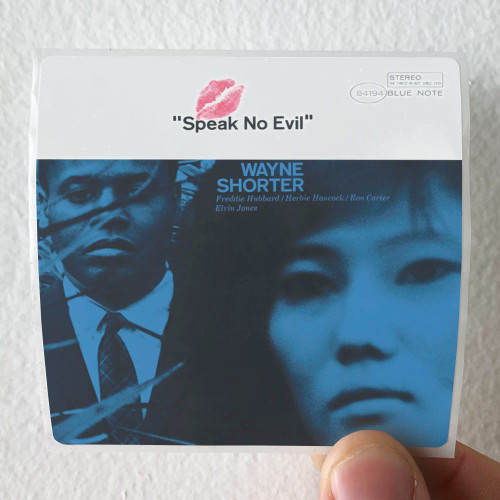 STEREO
84194 BLUE NOTE
"Speak No Evil"
WAYNE
SHORTER
Freddie Hubbard / Herbie Hancock / Ron Carter
Elvin Jones